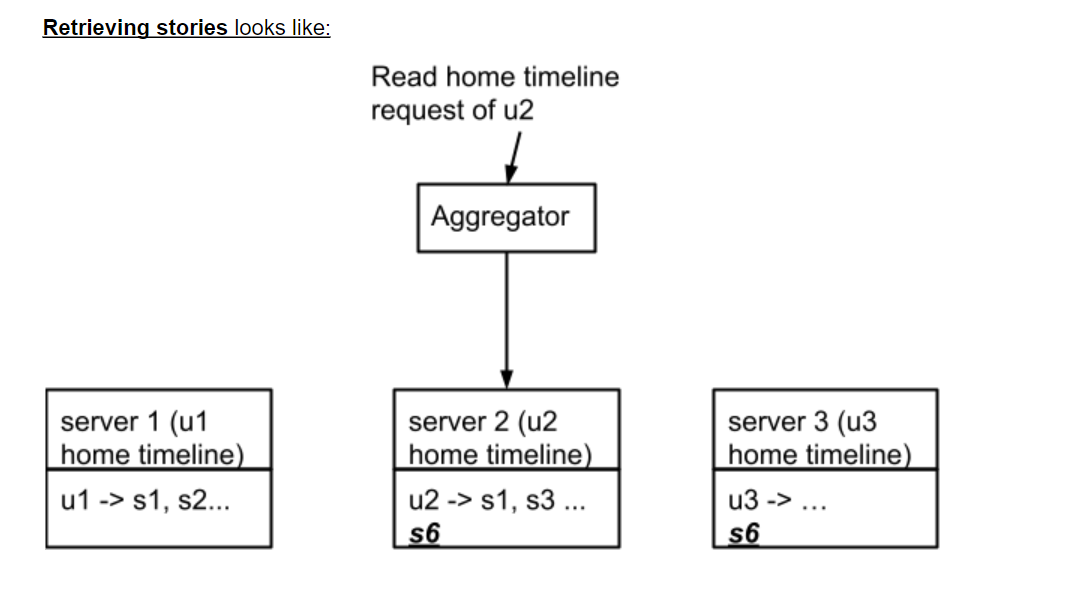 Retrieving stories looks like:
Read home timeline
request of u2
Aggregator
server 1 (u1
home timeline)
u1 -> s1, s2...
server 2 (u2
home timeline)
u2 -> s1, s3 ...
s6
server 3 (u3
home timeline)
u3 -> ...
s6